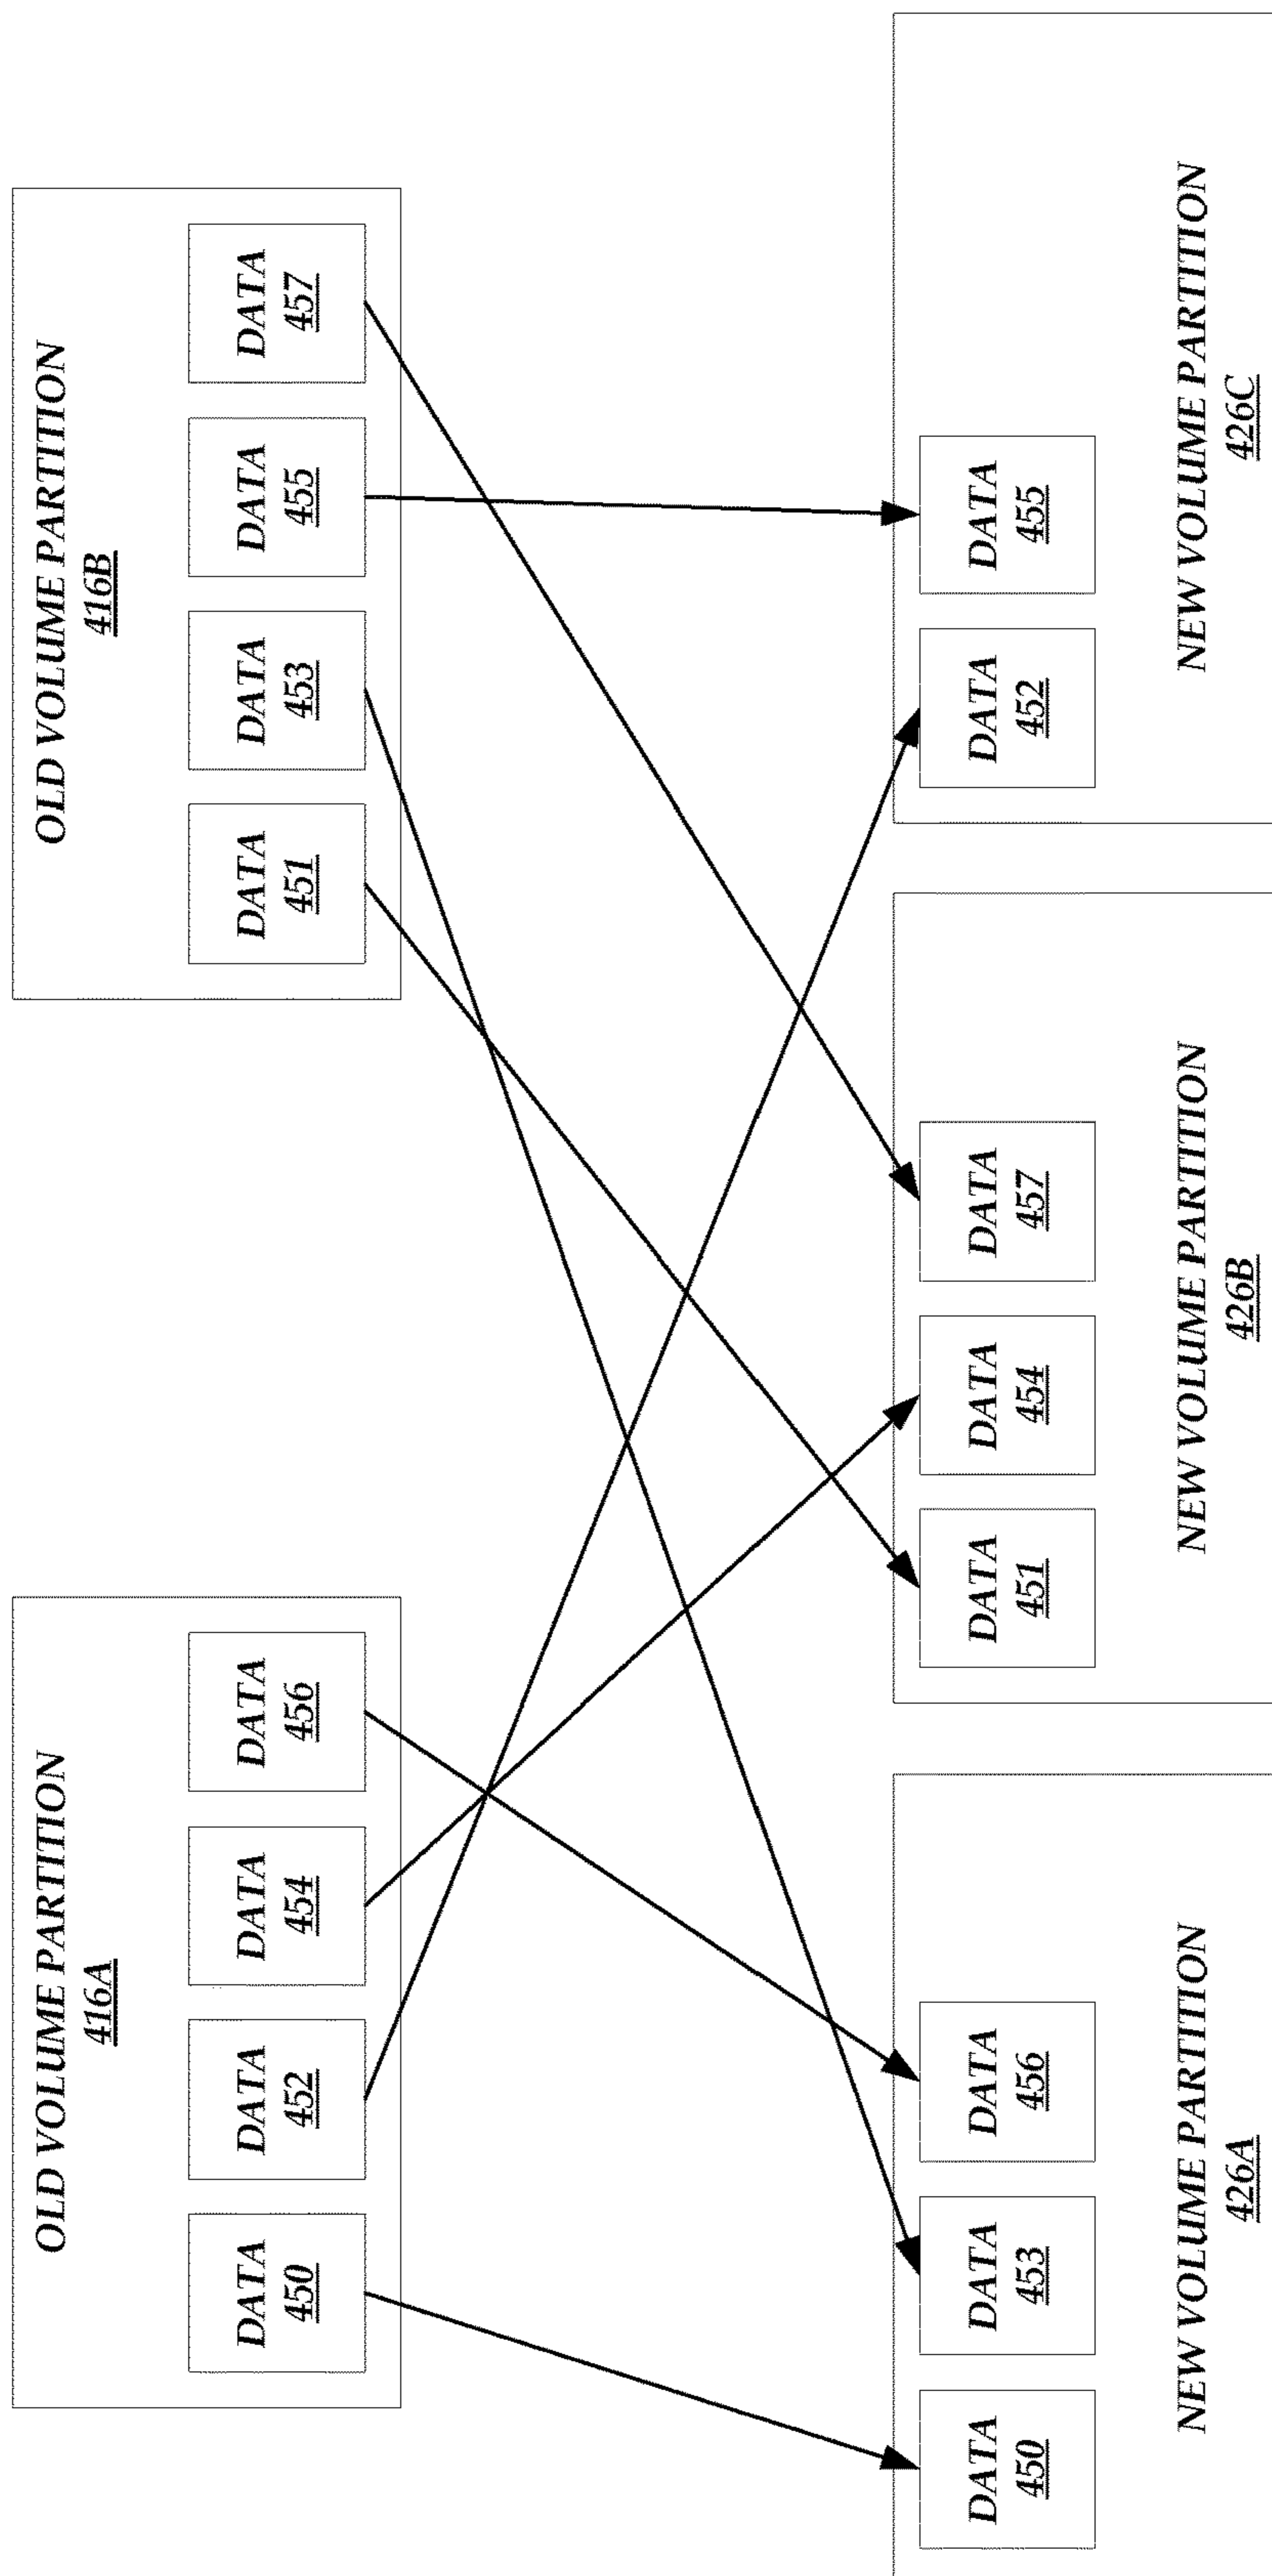 OLD VOLUME PARTITION
416A
DATA
450
DATA
452
DATA
454
DATA
456
OLD VOLUME PARTITION
416B
DATA
451
DATA
453
DATA
455
DATA
457
DATA
450
DATA
453
DATA
456
NEW VOLUME PARTITION
426A
DATA
451
DATA
454
DATA
457
NEW VOLUME PARTITION
426B
DATA
452
DATA
455
NEW VOLUME PARTITION
426C